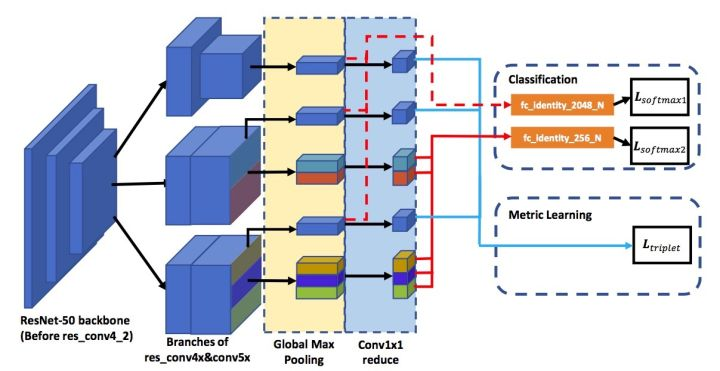 Classification
fc_identity_2048_N
L_softmax1
fc_identity_256_N
L_softmax2
Metric Learning
L_triplet
ResNet-50 backbone
(Before res_conv4_2)
Branches of
res_conv4x&conv5x
Global Max
Pooling
Conv1x1
reduce